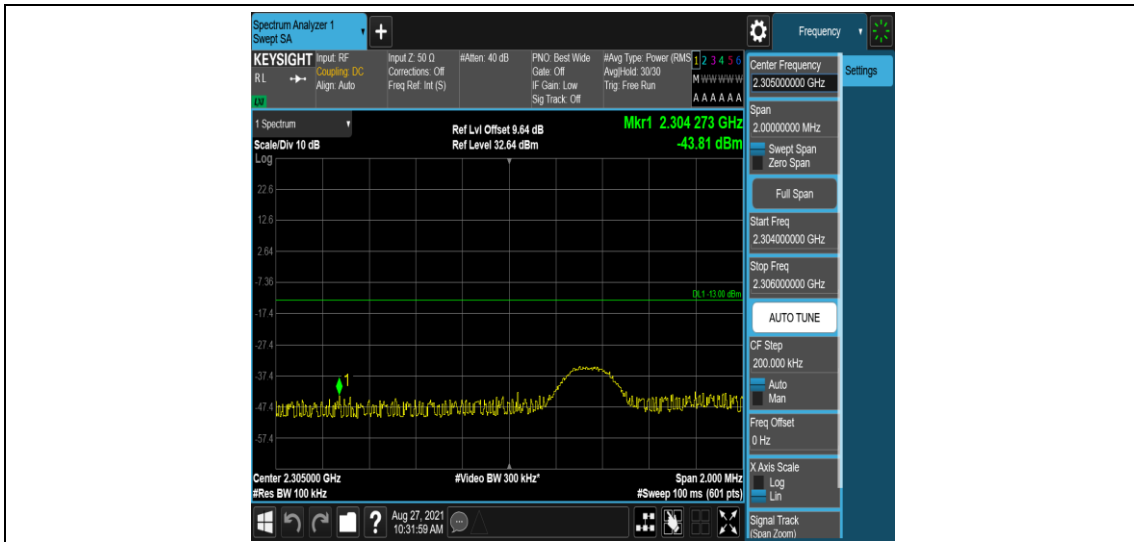 Spectrum Analyzer 1
Swept SA
+
Frequency
KEYSIGHT
RL
LXI
Input: RF
Coupling: DC
Align: Auto
Input Z: 50 Ω
Corrections: Off
Freq Ref: Int (S)
#Atten: 40 dB
PNO: Best Wide
Gate: Off
IF Gain: Low
Sig Track: Off
#Avg Type: Power (RMS
Avg|Hold: 30/30
Trig: Free Run
1 2 3 4 5 6
M W W W W W
A A A A A A
1 Spectrum
Scale/Div 10 dB
Ref Lvl Offset 9.64 dB
Ref Level 32.64 dBm
Mkr1 2.304 273 GHz
-43.81 dBm
Log
22.6
12.6
2.64
-7.36
DL1 -13.00 dBm
-17.4
-27.4
-37.4
1
-47.4
-57.4
Center 2.305000 GHz
#Video BW 300 kHz*
Span 2.000 MHz
#Res BW 100 kHz
#Sweep 100 ms (601 pts)
?
Aug 27, 2021
10:31:59 AM
Center Frequency
2.305000000 GHz
Settings
Span
2.00000000 MHz
Swept Span
Zero Span
Full Span
Start Freq
2.304000000 GHz
Stop Freq
2.306000000 GHz
AUTO TUNE
CF Step
200.000 kHz
Auto
Man
Freq Offset
0 Hz
X Axis Scale
Log
Lin
Signal Track
(Span Zoom)